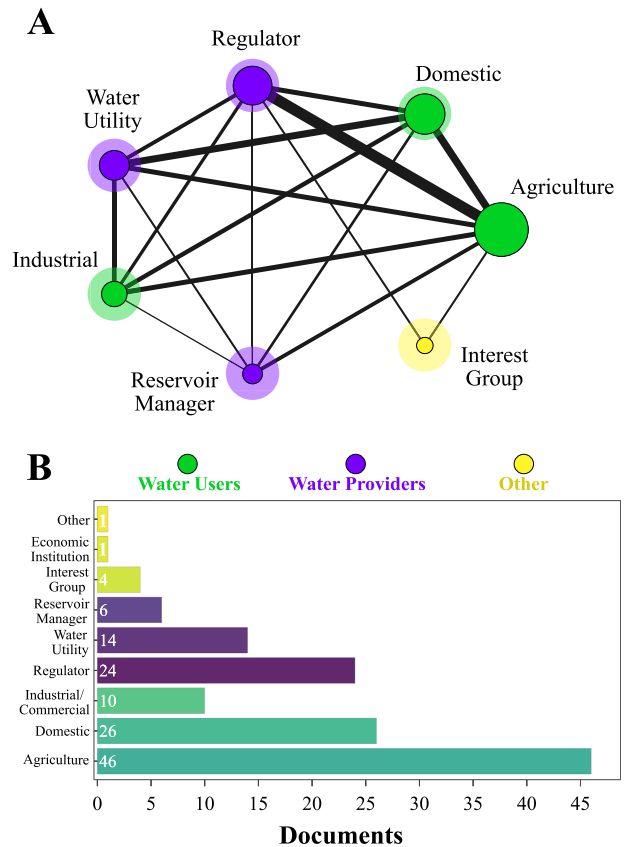 A
Regulator
Domestic
Water
Utility
Agriculture
Industrial
Reservoir
Manager
Interest
Group
B
Water Users
Water Providers
Other
Other
1
Economic
Institution
1
Interest
Group
4
Reservoir
Manager
6
Water
Utility
14
Regulator
24
Industrial/
Commercial
10
Domestic
26
Agriculture
46
0 5 10 15 20 25 30 35 40 45
Documents